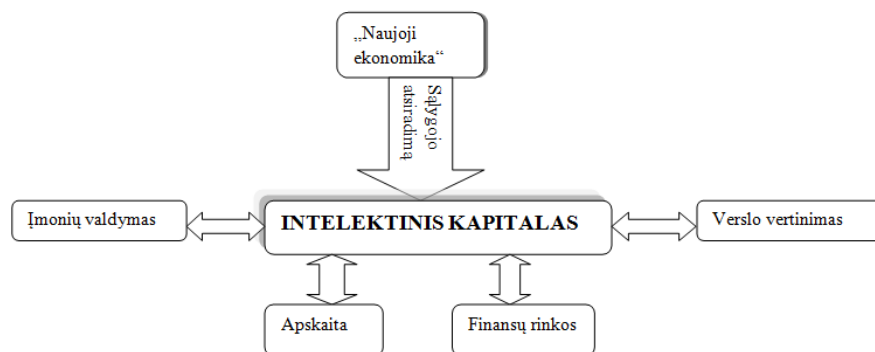 „Naujoji
ekonomika“
Sąlygojo
atsiradimą
Įmonių valdymas
INTELEKTINIS KAPITALAS
Verslo vertinimas
Apskaita
Finansų rinkos